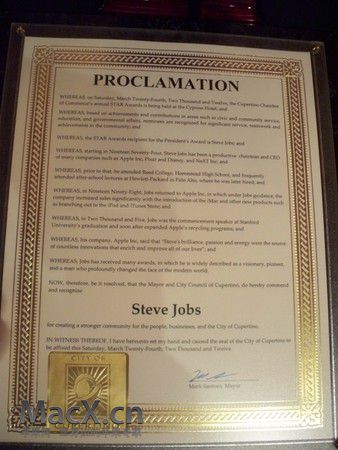 PROCLAMATION
WHEREAS, on Saturday, March Twenty-Fourth, Two Thousand and Twelve, the Cupertino Chamber
of Commerce's annual STAR Awards is being held at the Cypress Hotel, and
WHEREAS, based on achievements and contributions in areas such as civic and community service,
education, and governmental affairs, nominees are recognized for significant service, teamwork and
achievements in the community; and
WHEREAS, the STAR Awards recipient for the President's Award is Steve Jobs; and
WHEREAS, starting in Nineteen Seventy-Four, Steve Jobs has been a productive chairman and CEO
of many companies such as Apple Inc, Pixar and Disney, and NeXT Inc; and
WHEREAS, prior to that, he attended Reed College, Homestead High School, and frequently
attended after-school lectures at Hewlett-Packard in Palo Alto, where he was later hired; and
WHEREAS, in Nineteen Ninety-Eight, Jobs returned to Apple Inc, in which under Jobs guidance, the
company increased sales significantly with the introduction of the iMac and other new products such
as branching out to the iPod and iTunes State; and
WHEREAS, in Two Thousand and Five, Jobs was the commencement speaker at Stanford
University's graduation and soon after expanded Apple's recycling programs; and
WHEREAS, his company, Apple Inc, said that "Steve's brilliance, passion and energy were the source
of countless innovations that enrich and improve all of our lives"; and
WHEREAS, Jobs has received many awards, in which he is widely described as a visionary, pioneer,
and a man who profoundly changed the face of the modern world.
NOW, therefore, be it resolved, that the Mayor and City Council of Cupertino, do hereby commend
and recognize
Steve Jobs
for creating a stronger community for the people, businesses, and the City of Cupertino.
IN WITNESS THEREOF, I have hereunto set my hand and caused the seal of the City of Cupertino to
be affixed this Saturday, March Twenty-Fourth, Two Thousand and Twelve.
Mark Santoro, Mayor
CITY OF
MacX.cn